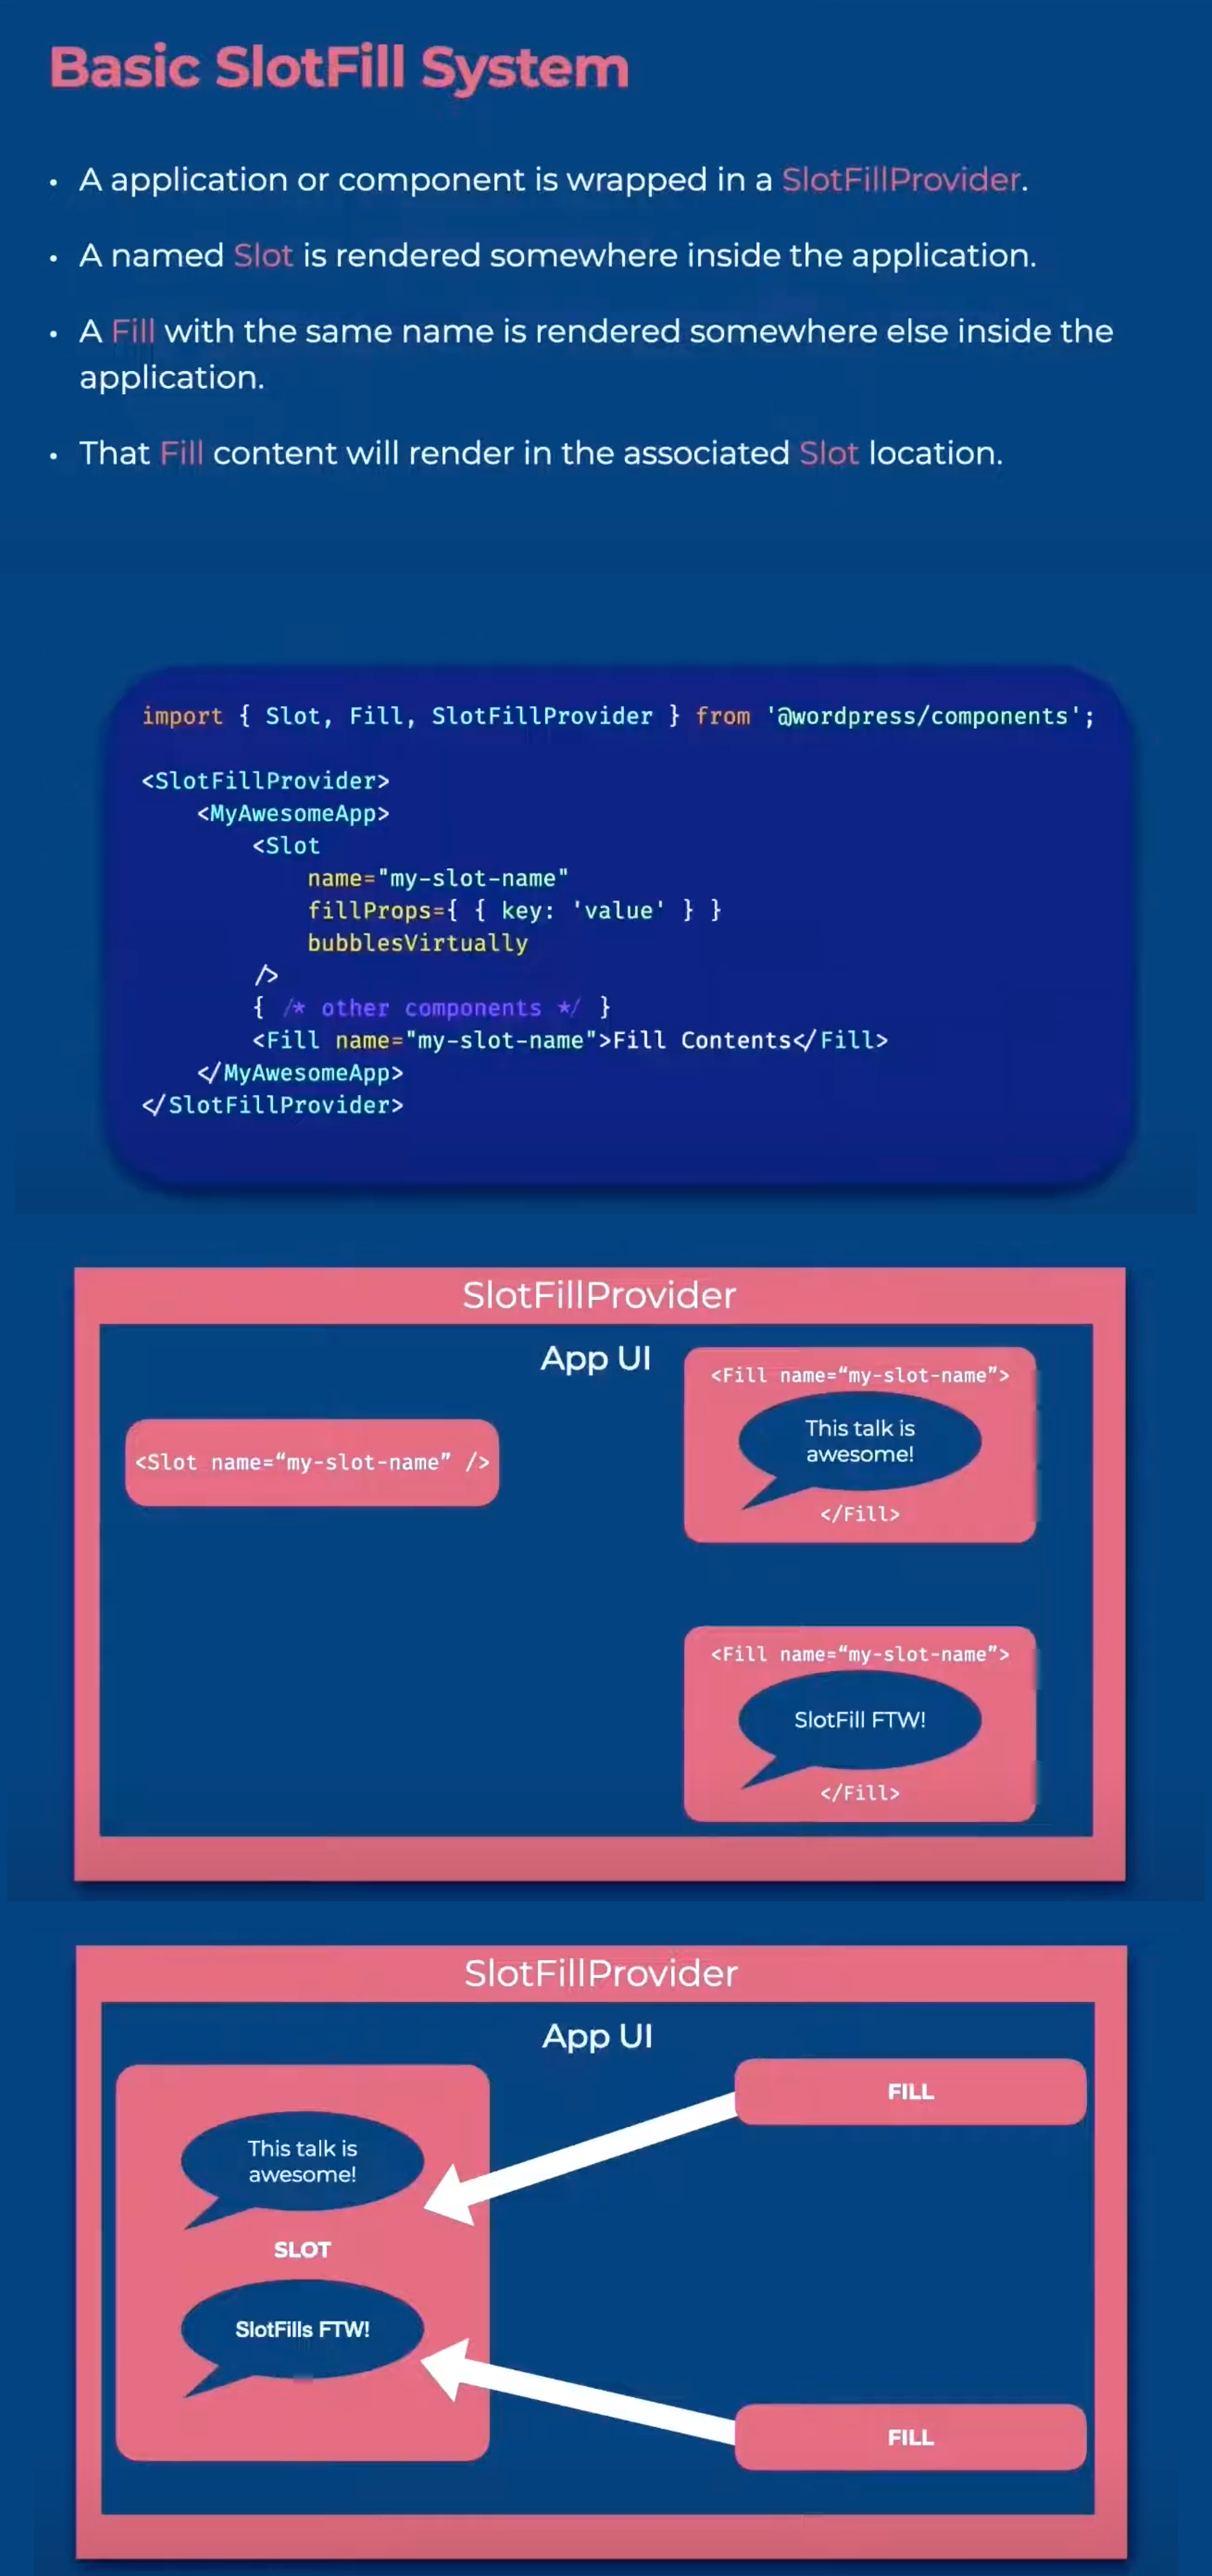 Basic SlotFill System
• A application or component is wrapped in a SlotFillProvider.
• A named Slot is rendered somewhere inside the application.
• A Fill with the same name is rendered somewhere else inside the
application.
• That Fill content will render in the associated Slot location.
import { Slot, Fill, SlotFillProvider } from '@wordpress/components';
<SlotFillProvider>
<MyAwesomeApp>
<Slot
name="my-slot-name"
fillProps={ { key: 'value' } }
bubblesVirtually
/>
{ /* other components */ }
<Fill name="my-slot-name">Fill Contents</Fill>
</MyAwesomeApp>
</SlotFillProvider>
SlotFillProvider
App UI
<Slot name=“my-slot-name” />
<Fill name=“my-slot-name”>
This talk is
awesome!
</Fill>
<Fill name=“my-slot-name”>
SlotFill FTW!
</Fill>
SlotFillProvider
App UI
This talk is
awesome!
SLOT
SlotFills FTW!
FILL
FILL